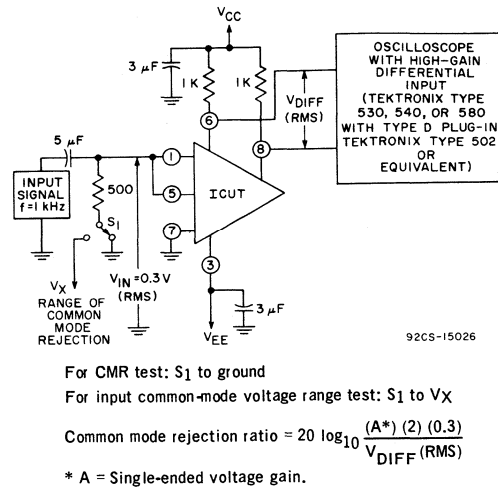 VCC
3 μF
1 K
1K
6
8
VDIFF
(RMS)
OSCILLOSCOPE
WITH HIGH-GAIN
DIFFERENTIAL
INPUT
(TEKTRONIX TYPE
530, 540, OR 580
WITH TYPE D PLUG-IN
TEKTRONIX TYPE 502
OR
EQUIVALENT)
5 μF
INPUT
SIGNAL
f=1 kHz
500
S1
1
5
7
ICUT
3
VIN=0.3 V
(RMS)
VX
RANGE OF
COMMON
MODE
REJECTION
3 μF
VEE
92CS-15026
For CMR test: S1 to ground
For input common-mode voltage range test: S1 to VX
Common mode rejection ratio = 20 log10 (A*) (2) (0.3) / VDIFF (RMS)
* A = Single-ended voltage gain.